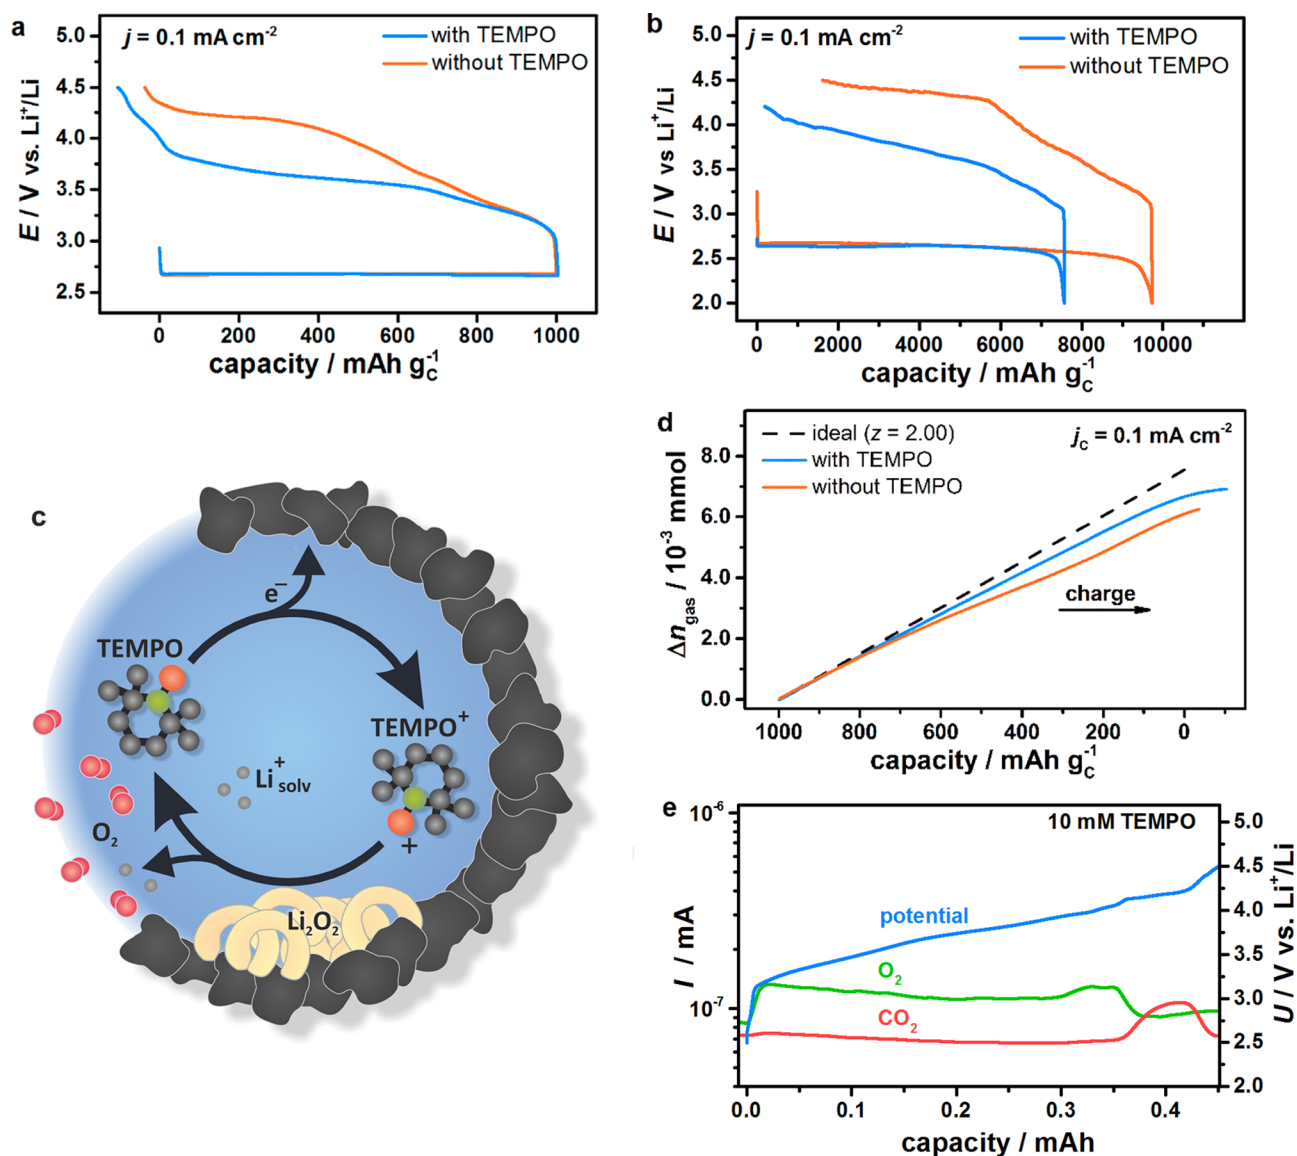 a
j = 0.1 mA cm⁻²
with TEMPO
without TEMPO
E / V vs. Li⁺/Li
5.0
4.5
4.0
3.5
3.0
2.5
0
200
400
600
800
1000
capacity / mAh g_C⁻¹
b
j = 0.1 mA cm⁻²
with TEMPO
without TEMPO
E / V vs Li⁺/Li
5.0
4.5
4.0
3.5
3.0
2.5
2.0
0
2000
4000
6000
8000
10000
capacity / mAh g_C⁻¹
c
e⁻
TEMPO
TEMPO⁺
Li⁺solv
O₂
+
Li₂O₂
d
ideal (z = 2.00)
with TEMPO
without TEMPO
j_C = 0.1 mA cm⁻²
charge
Δn_gas / 10⁻³ mmol
8.0
6.0
4.0
2.0
0.0
1000
800
600
400
200
0
capacity / mAh g_C⁻¹
e
10 mM TEMPO
potential
O₂
CO₂
I / mA
10⁻⁶
10⁻⁷
U / V vs. Li⁺/Li
5.0
4.5
4.0
3.5
3.0
2.5
2.0
0.0
0.1
0.2
0.3
0.4
capacity / mAh